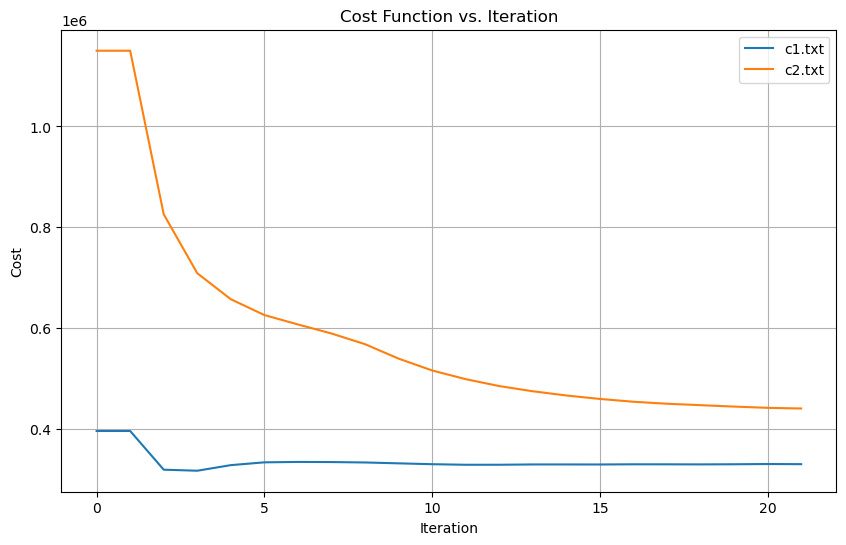 Cost Function vs. Iteration
1e6
c1.txt
c2.txt
1.0
0.8
0.6
0.4
Cost
0 5 10 15 20
Iteration